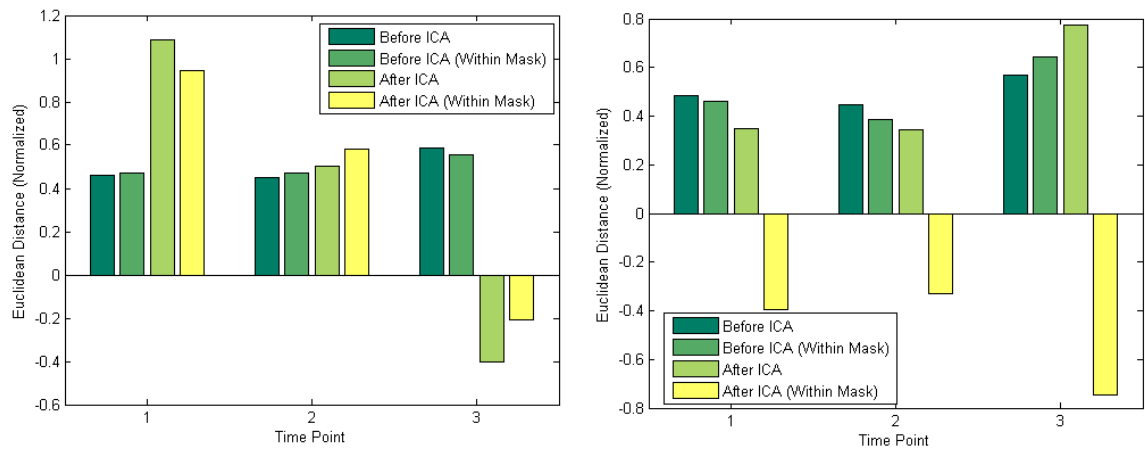 1.2
1
0.8
0.6
0.4
0.2
0
-0.2
-0.4
-0.6
Euclidean Distance (Normalized)
Before ICA
Before ICA (Within Mask)
After ICA
After ICA (Within Mask)
1 2 3
Time Point
0.8
0.6
0.4
0.2
0
-0.2
-0.4
-0.6
-0.8
Euclidean Distance (Normalized)
Before ICA
Before ICA (Within Mask)
After ICA
After ICA (Within Mask)
1 2 3
Time Point